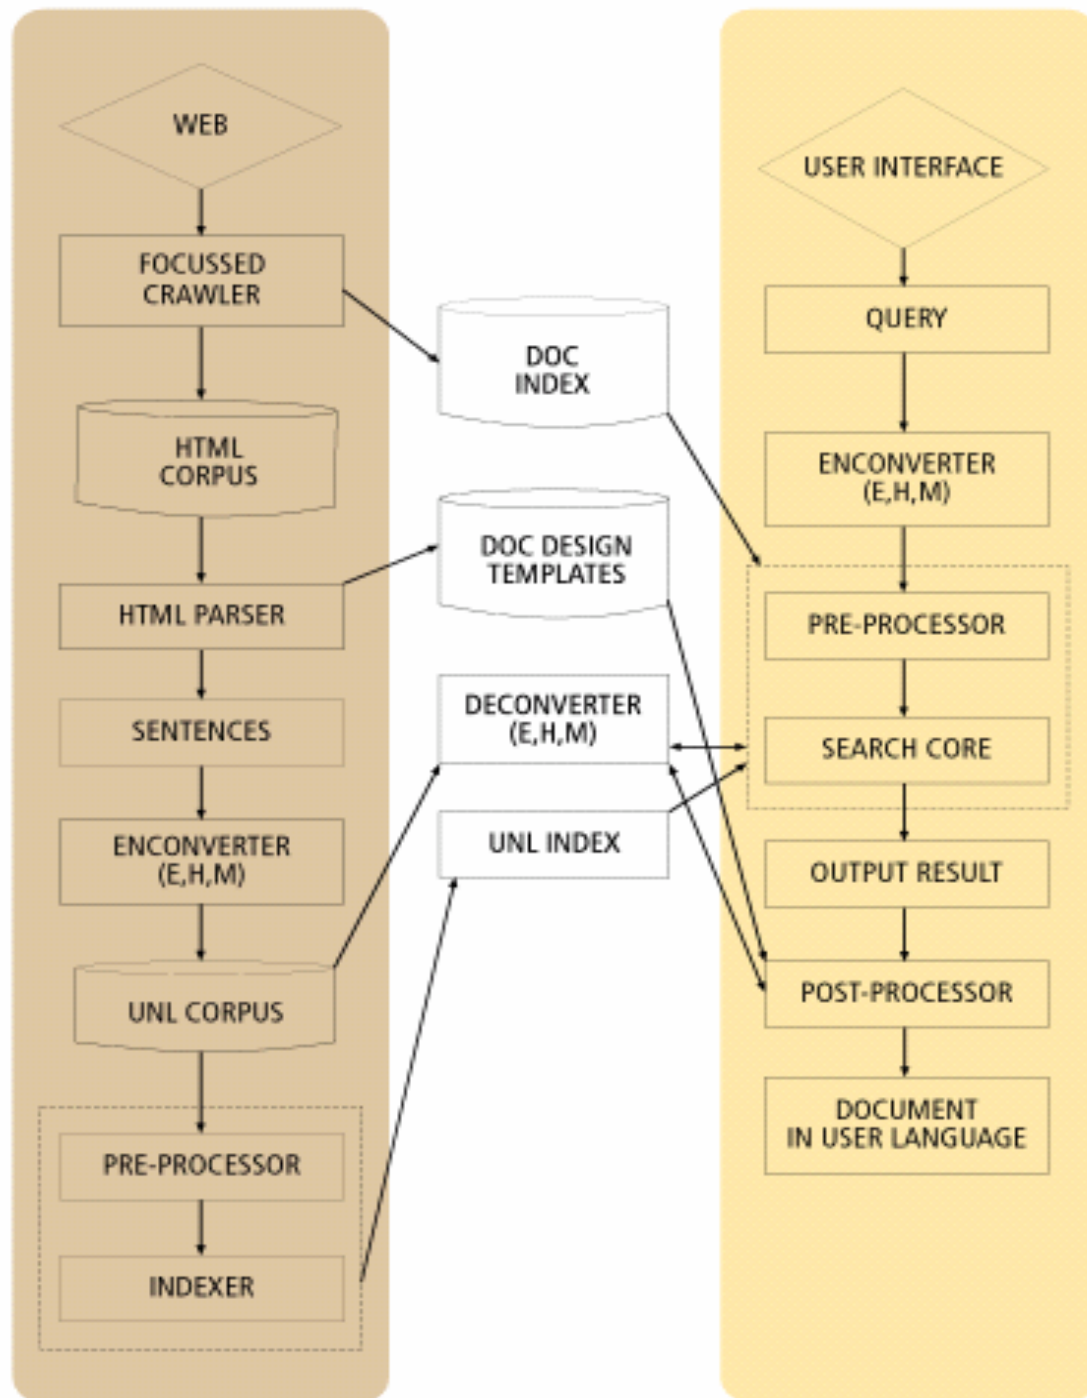 WEB
FOCUSSED
CRAWLER
HTML
CORPUS
HTML PARSER
SENTENCES
ENCONVERTER
(E,H,M)
UNL CORPUS
PRE-PROCESSOR
INDEXER
DOC
INDEX
DOC DESIGN
TEMPLATES
DECONVERTER
(E,H,M)
UNL INDEX
USER INTERFACE
QUERY
ENCONVERTER
(E,H,M)
PRE-PROCESSOR
SEARCH CORE
OUTPUT RESULT
POST-PROCESSOR
DOCUMENT
IN USER LANGUAGE